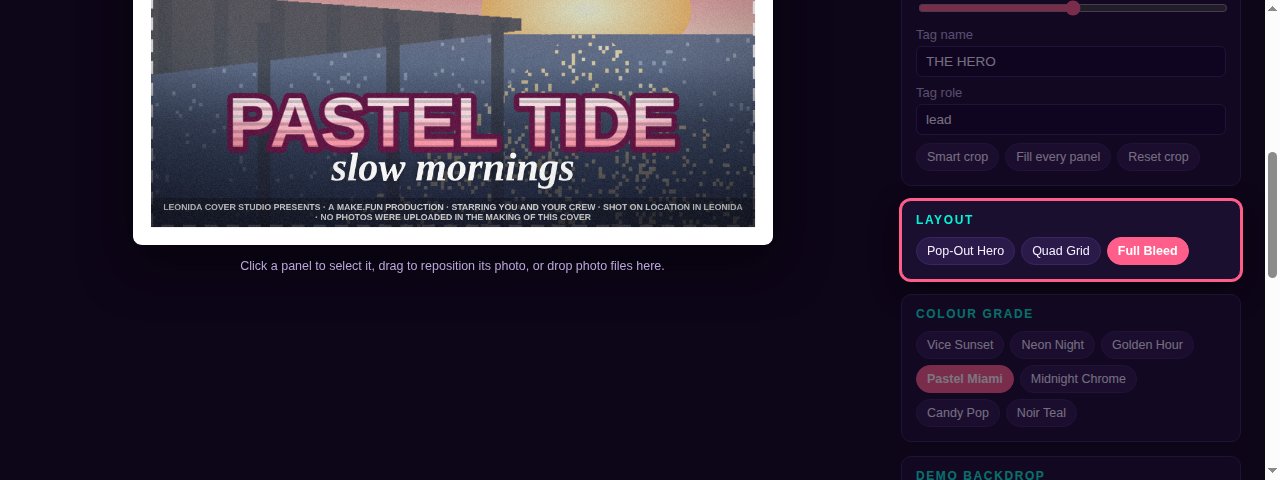 PASTEL TIDE
slow mornings
LEONIDA COVER STUDIO PRESENTS · A MAKE.FUN PRODUCTION · STARRING YOU AND YOUR CREW · SHOT ON LOCATION IN LEONIDA
· NO PHOTOS WERE UPLOADED IN THE MAKING OF THIS COVER
Click a panel to select it, drag to reposition its photo, or drop photo files here.
Tag name
THE HERO
Tag role
lead
Smart crop Fill every panel Reset crop
LAYOUT
Pop-Out Hero Quad Grid Full Bleed
COLOUR GRADE
Vice Sunset Neon Night Golden Hour
Pastel Miami Midnight Chrome
Candy Pop Noir Teal
DEMO BACKDROP